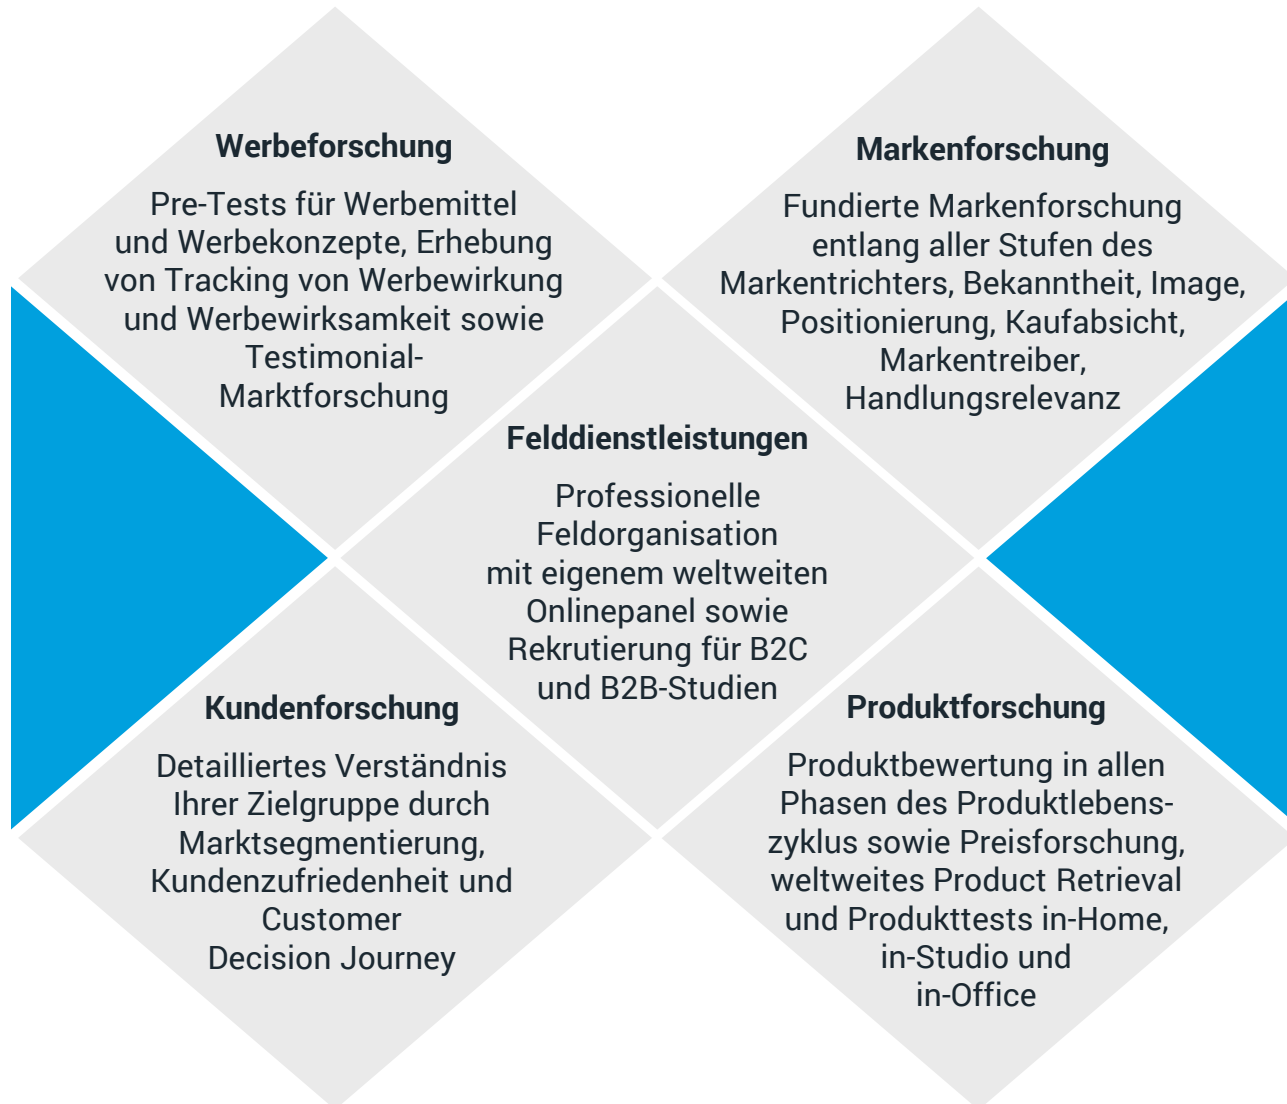 Werbeforschung
Pre-Tests für Werbemittel
und Werbekonzepte, Erhebung
von Tracking von Werbewirkung
und Werbewirksamkeit sowie
Testimonial-
Marktforschung
Markenforschung
Fundierte Markenforschung
entlang aller Stufen des
Markentrichters, Bekanntheit, Image,
Positionierung, Kaufabsicht,
Markentreiber,
Handlungsrelevanz
Felddienstleistungen
Professionelle
Feldorganisation
mit eigenem weltweiten
Onlinepanel sowie
Rekrutierung für B2C
und B2B-Studien
Kundenforschung
Detailliertes Verständnis
Ihrer Zielgruppe durch
Marktsegmentierung,
Kundenzufriedenheit und
Customer
Decision Journey
Produktforschung
Produktbewertung in allen
Phasen des Produktlebens-
zyklus sowie Preisforschung,
weltweites Product Retrieval
und Produkttests in-Home,
in-Studio und
in-Office